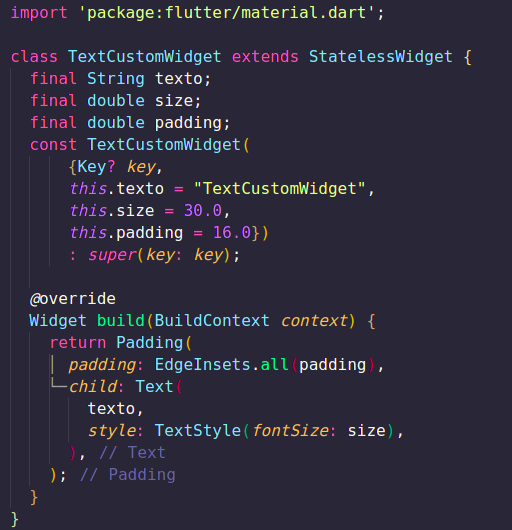 import 'package:flutter/material.dart';

class TextCustomWidget extends StatelessWidget {
  final String texto;
  final double size;
  final double padding;
  const TextCustomWidget(
      {Key? key,
      this.texto = "TextCustomWidget",
      this.size = 30.0,
      this.padding = 16.0})
      : super(key: key);

  @override
  Widget build(BuildContext context) {
    return Padding(
      padding: EdgeInsets.all(padding),
      child: Text(
        texto,
        style: TextStyle(fontSize: size),
      ), // Text
    ); // Padding
  }
}